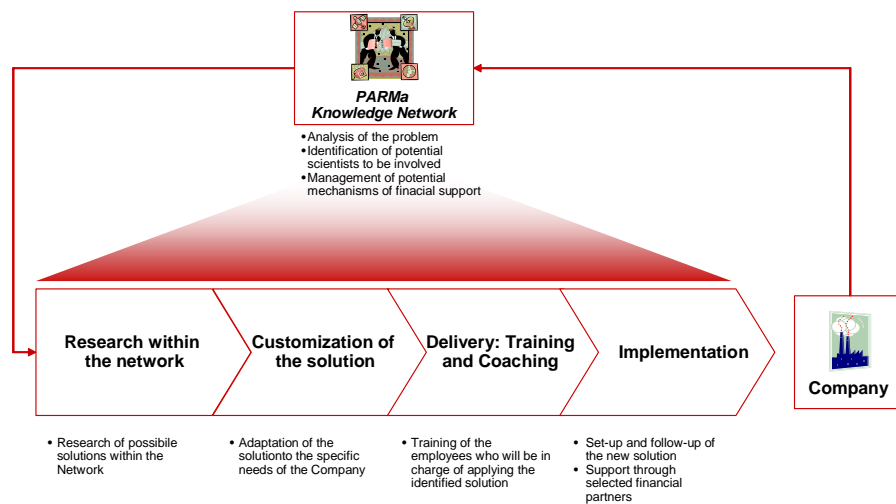 PARMa
Knowledge Network
•Analysis of the problem
•Identification of potential
scientists to be involved
•Management of potential
mechanisms of finacial support
Research within
the network
Customization of
the solution
Delivery: Training
and Coaching
Implementation
Company
• Research of possibile
solutions within the
Network
• Adaptation of the
solutionto the specific
needs of the Company
• Training of the
employees who will be in
charge of applying the
identified solution
• Set-up and follow-up of
the new solution
• Support through
selected financial
partners